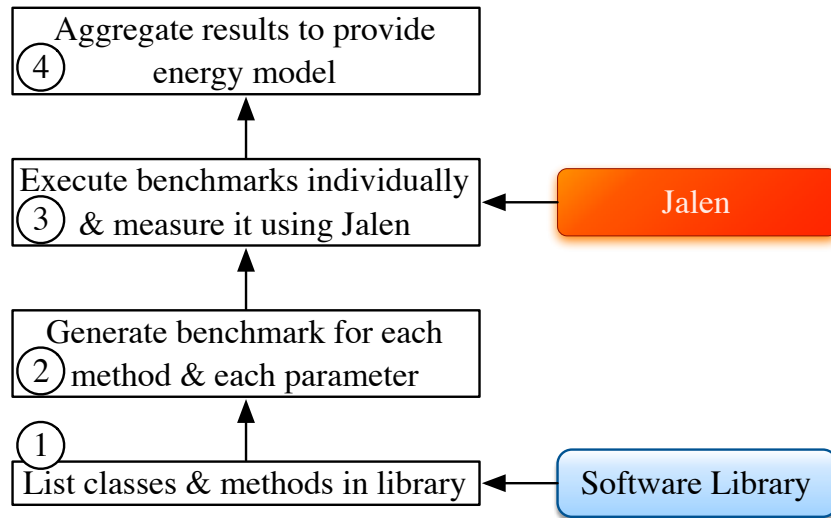 Aggregate results to provide
energy model
4
Execute benchmarks individually
& measure it using Jalen
3
Jalen
Generate benchmark for each
method & each parameter
2
1
List classes & methods in library
Software Library